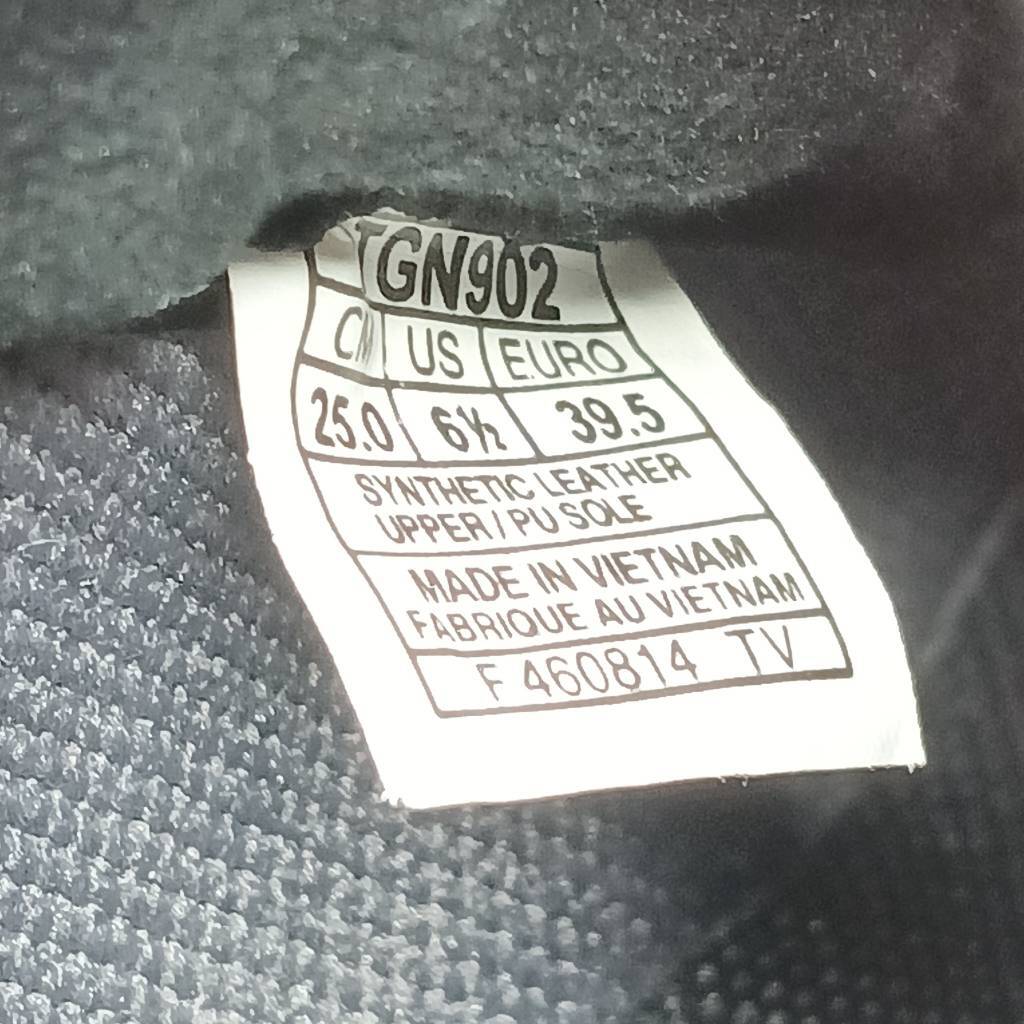 TGN902
CM US EURO
25.0 6½ 39.5
SYNTHETIC LEATHER
UPPER / PU SOLE
MADE IN VIETNAM
FABRIQUE AU VIETNAM
F 460814 TV